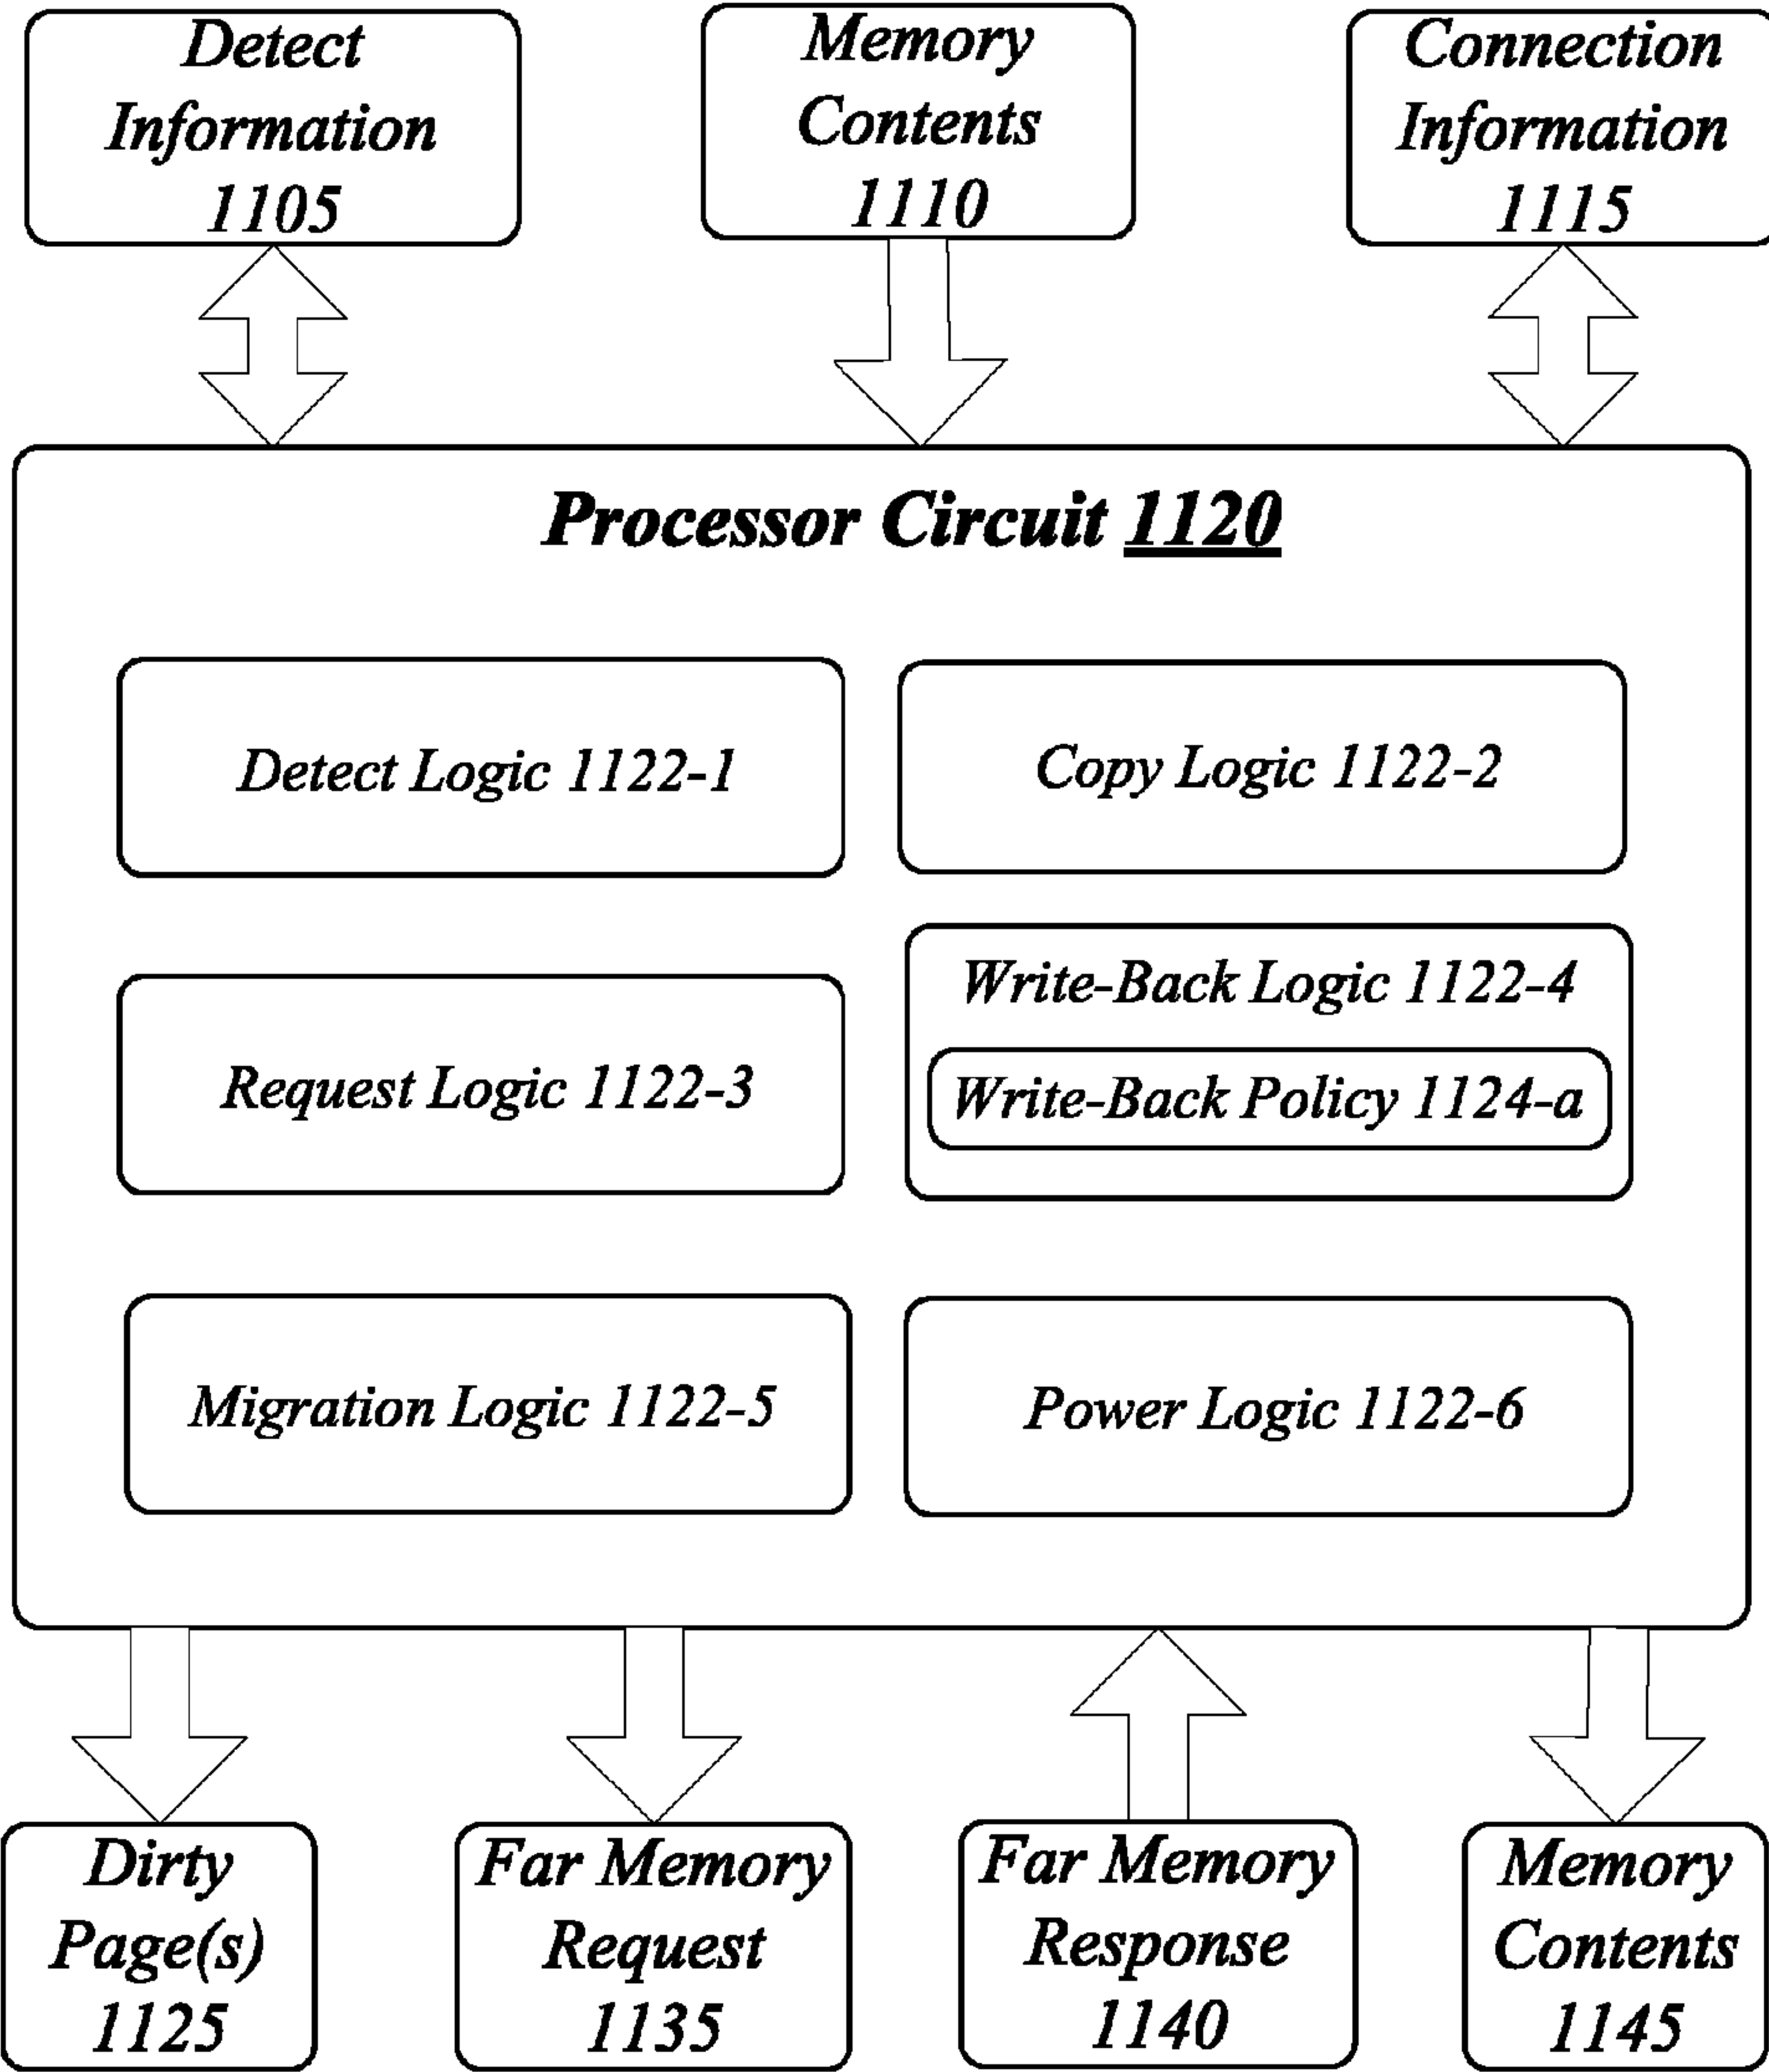 Detect
Information
1105
Memory
Contents
1110
Connection
Information
1115
Processor Circuit 1120
Detect Logic 1122-1
Copy Logic 1122-2
Request Logic 1122-3
Write-Back Logic 1122-4
Write-Back Policy 1124-a
Migration Logic 1122-5
Power Logic 1122-6
Dirty
Page(s)
1125
Far Memory
Request
1135
Far Memory
Response
1140
Memory
Contents
1145